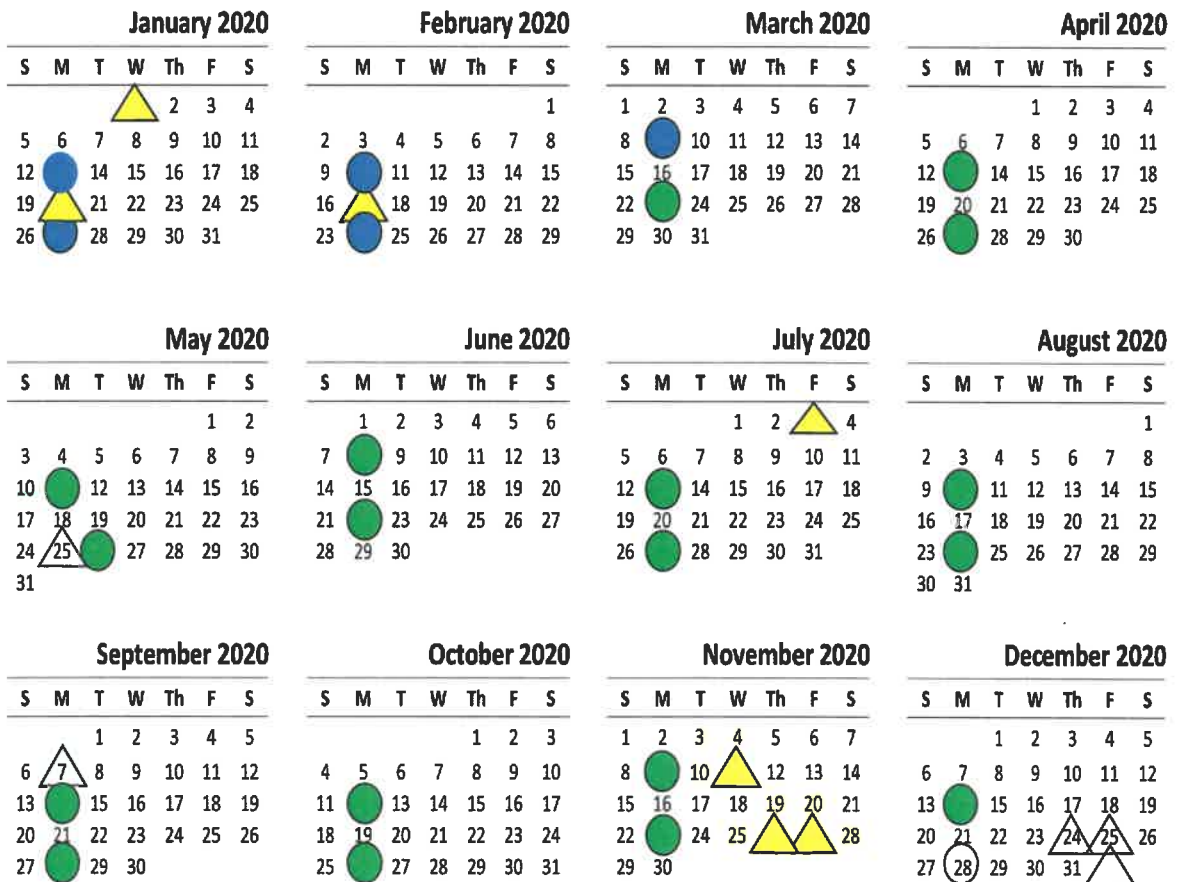 January 2020
S M T W Th F S
2 3 4
5 6 7 8 9 10 11
12 14 15 16 17 18
19 21 22 23 24 25
26 28 29 30 31
February 2020
S M T W Th F S
1
2 3 4 5 6 7 8
9 11 12 13 14 15
16 18 19 20 21 22
23 25 26 27 28 29
March 2020
S M T W Th F S
1 2 3 4 5 6 7
8 10 11 12 13 14
15 16 17 18 19 20 21
22 24 25 26 27 28
29 30 31
April 2020
S M T W Th F S
1 2 3 4
5 6 7 8 9 10 11
12 14 15 16 17 18
19 20 21 22 23 24 25
26 28 29 30
May 2020
S M T W Th F S
1 2
3 4 5 6 7 8 9
10 12 13 14 15 16
17 18 19 20 21 22 23
24 25 27 28 29 30
31
June 2020
S M T W Th F S
1 2 3 4 5 6
7 9 10 11 12 13
14 15 16 17 18 19 20
21 23 24 25 26 27
28 29 30
July 2020
S M T W Th F S
1 2 4
5 6 7 8 9 10 11
12 14 15 16 17 18
19 20 21 22 23 24 25
26 28 29 30 31
August 2020
S M T W Th F S
1
2 3 4 5 6 7 8
9 11 12 13 14 15
16 17 18 19 20 21 22
23 25 26 27 28 29
30 31
September 2020
S M T W Th F S
1 2 3 4 5
6 7 8 9 10 11 12
13 15 16 17 18 19
20 21 22 23 24 25 26
27 29 30
October 2020
S M T W Th F S
1 2 3
4 5 6 7 8 9 10
11 13 14 15 16 17
18 19 20 21 22 23 24
25 27 28 29 30 31
November 2020
S M T W Th F S
1 2 3 4 5 6 7
8 10 12 13 14
15 16 17 18 19 20 21
22 24 25 28
29 30
December 2020
S M T W Th F S
1 2 3 4 5
6 7 8 9 10 11 12
13 15 16 17 18 19
20 21 22 23 24 25 26
27 28 29 30 31